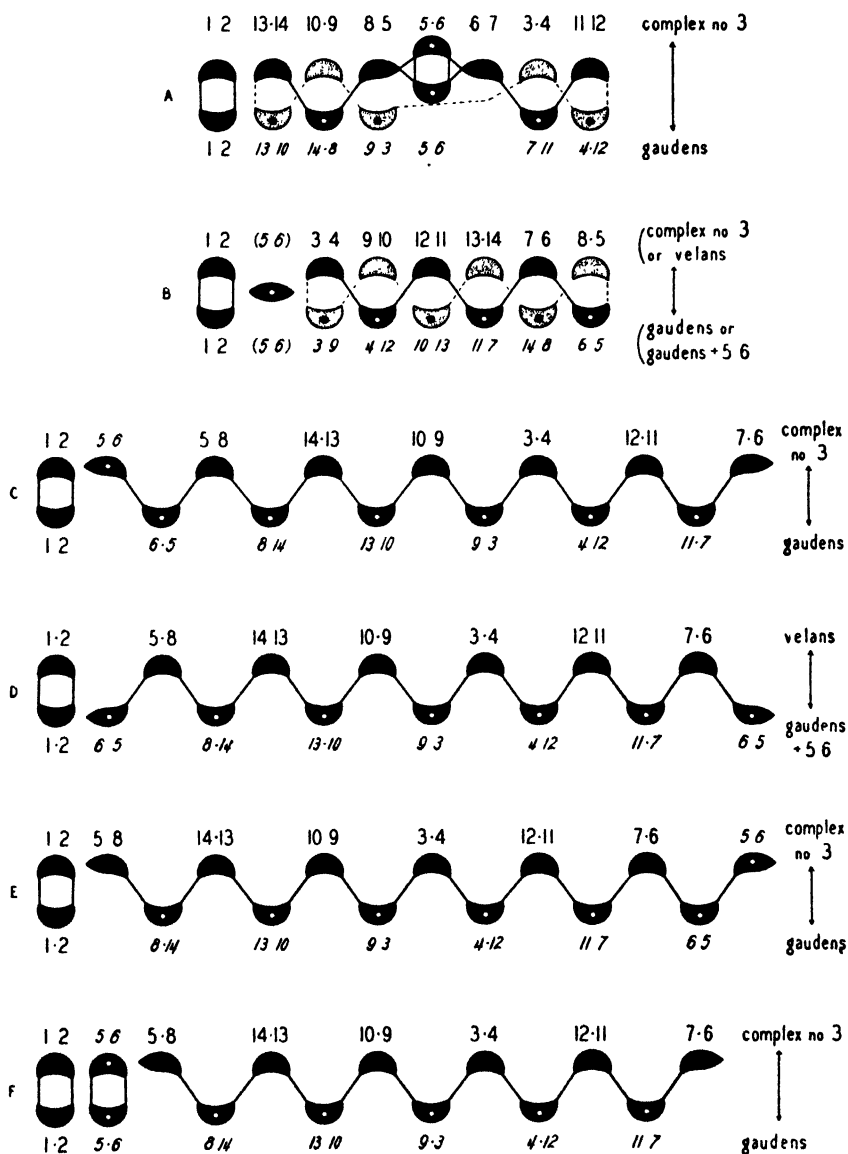 1 2 13·14 10·9 8 5 5·6 6 7 3·4 11 12 complex no 3
A
1 2 13 10 14·8 9 3 5 6 7 11 4·12 gaudens
1 2 (5 6) 3 4 9 10 12 11 13·14 7 6 8·5 (complex no 3
or velans
B
1 2 (5 6) 3 9 4 12 10 13 11 7 14 8 6 5 (gaudens or
gaudens + 5 6
1 2 5 6 5 8 14·13 10 9 3·4 12·11 7·6 complex
no 3
C
1 2 6·5 8 14 13 10 9 3 4 12 11·7 gaudens
1·2 5·8 14 13 10·9 3·4 12 11 7·6 velans
D
1·2 6 5 8·14 13·10 9 3 4 12 11·7 6 5 gaudens
+ 5 6
1 2 5 8 14·13 10 9 3·4 12·11 7·6 5 6 complex
no 3
E
1·2 8·14 13 10 9 3 4·12 11 7 6 5 gaudens
1 2 5 6 5·8 14·13 10·9 3·4 12·11 7·6 complex no 3
F
1·2 5·6 8 14 13 10 9·3 4·12 11 7 gaudens